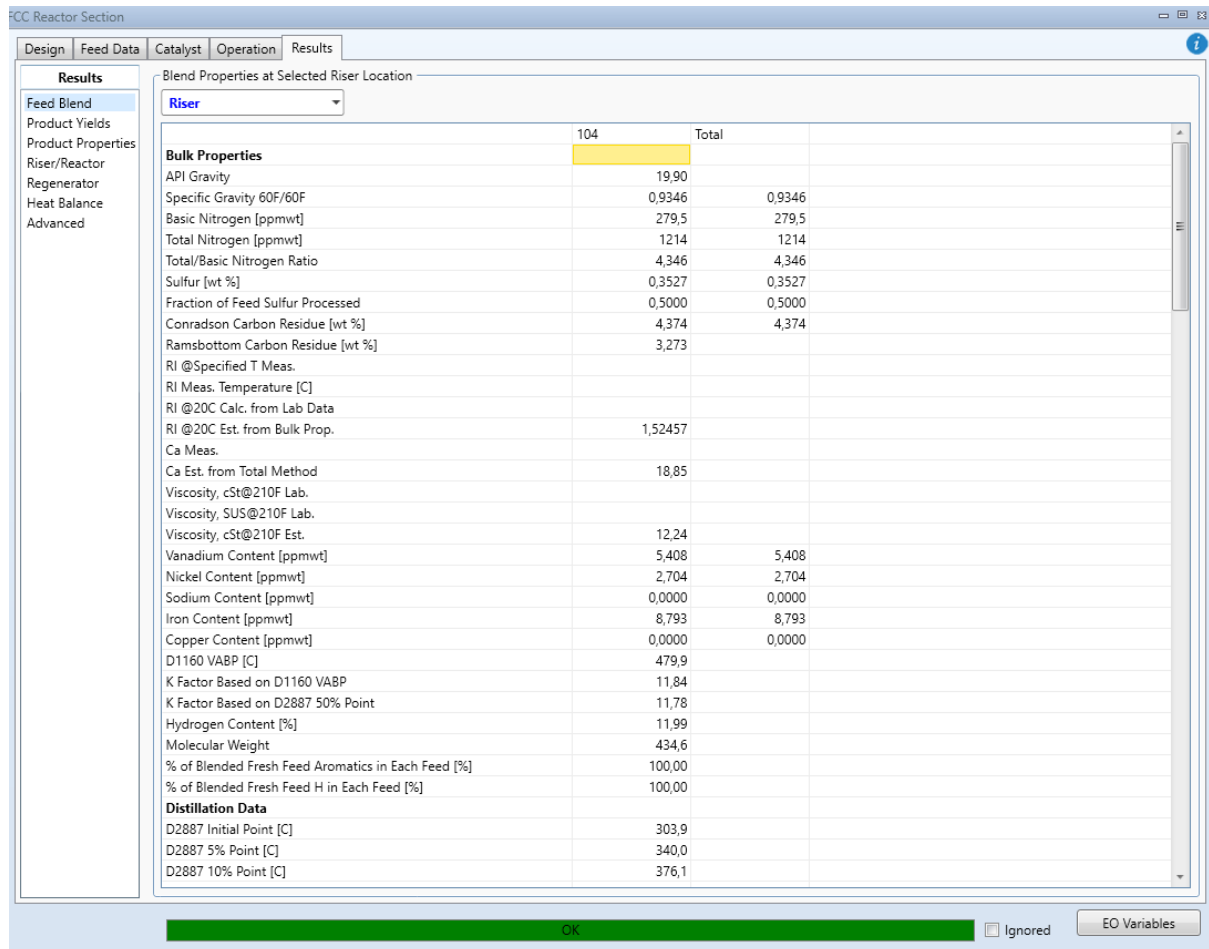 FCC Reactor Section
Design Feed Data Catalyst Operation Results
Results
Feed Blend
Product Yields
Product Properties
Riser/Reactor
Regenerator
Heat Balance
Advanced
Blend Properties at Selected Riser Location
Riser
104 Total
Bulk Properties
API Gravity 19,90
Specific Gravity 60F/60F 0,9346 0,9346
Basic Nitrogen [ppmwt] 279,5 279,5
Total Nitrogen [ppmwt] 1214 1214
Total/Basic Nitrogen Ratio 4,346 4,346
Sulfur [wt %] 0,3527 0,3527
Fraction of Feed Sulfur Processed 0,5000 0,5000
Conradson Carbon Residue [wt %] 4,374 4,374
Ramsbottom Carbon Residue [wt %] 3,273
RI @Specified T Meas.
RI Meas. Temperature [C]
RI @20C Calc. from Lab Data
RI @20C Est. from Bulk Prop. 1,52457
Ca Meas.
Ca Est. from Total Method 18,85
Viscosity, cSt@210F Lab.
Viscosity, SUS@210F Lab.
Viscosity, cSt@210F Est. 12,24
Vanadium Content [ppmwt] 5,408 5,408
Nickel Content [ppmwt] 2,704 2,704
Sodium Content [ppmwt] 0,0000 0,0000
Iron Content [ppmwt] 8,793 8,793
Copper Content [ppmwt] 0,0000 0,0000
D1160 VABP [C] 479,9
K Factor Based on D1160 VABP 11,84
K Factor Based on D2887 50% Point 11,78
Hydrogen Content [%] 11,99
Molecular Weight 434,6
% of Blended Fresh Feed Aromatics in Each Feed [%] 100,00
% of Blended Fresh Feed H in Each Feed [%] 100,00
Distillation Data
D2887 Initial Point [C] 303,9
D2887 5% Point [C] 340,0
D2887 10% Point [C] 376,1
OK
Ignored
EO Variables